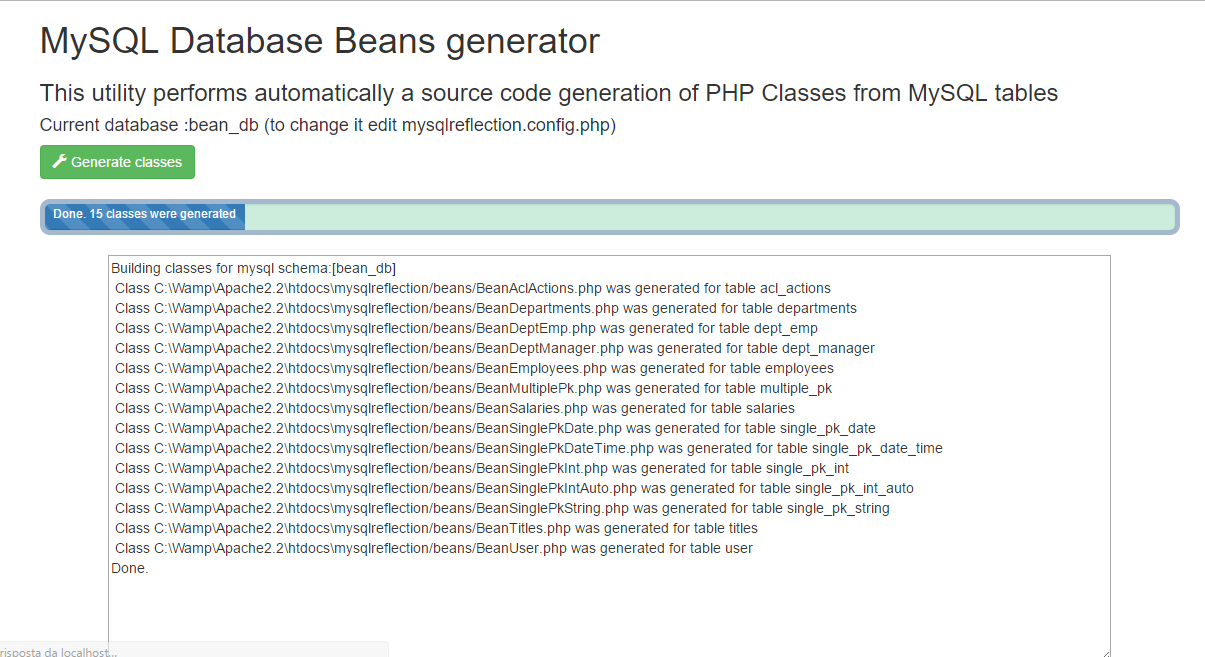 MySQL Database Beans generator
This utility performs automatically a source code generation of PHP Classes from MySQL tables
Current database :bean_db (to change it edit mysqlreflection.config.php)
Generate classes
Done. 15 classes were generated
Building classes for mysql schema:[bean_db]
Class C:\Wamp\Apache2.2\htdocs\mysqlreflection/beans/BeanAclActions.php was generated for table acl_actions
Class C:\Wamp\Apache2.2\htdocs\mysqlreflection/beans/BeanDepartments.php was generated for table departments
Class C:\Wamp\Apache2.2\htdocs\mysqlreflection/beans/BeanDeptEmp.php was generated for table dept_emp
Class C:\Wamp\Apache2.2\htdocs\mysqlreflection/beans/BeanDeptManager.php was generated for table dept_manager
Class C:\Wamp\Apache2.2\htdocs\mysqlreflection/beans/BeanEmployees.php was generated for table employees
Class C:\Wamp\Apache2.2\htdocs\mysqlreflection/beans/BeanMultiplePk.php was generated for table multiple_pk
Class C:\Wamp\Apache2.2\htdocs\mysqlreflection/beans/BeanSalaries.php was generated for table salaries
Class C:\Wamp\Apache2.2\htdocs\mysqlreflection/beans/BeanSinglePkDate.php was generated for table single_pk_date
Class C:\Wamp\Apache2.2\htdocs\mysqlreflection/beans/BeanSinglePkDateTime.php was generated for table single_pk_date_time
Class C:\Wamp\Apache2.2\htdocs\mysqlreflection/beans/BeanSinglePkInt.php was generated for table single_pk_int
Class C:\Wamp\Apache2.2\htdocs\mysqlreflection/beans/BeanSinglePkIntAuto.php was generated for table single_pk_int_auto
Class C:\Wamp\Apache2.2\htdocs\mysqlreflection/beans/BeanSinglePkString.php was generated for table single_pk_string
Class C:\Wamp\Apache2.2\htdocs\mysqlreflection/beans/BeanTitles.php was generated for table titles
Class C:\Wamp\Apache2.2\htdocs\mysqlreflection/beans/BeanUser.php was generated for table user
Done.
risposta da localhost...